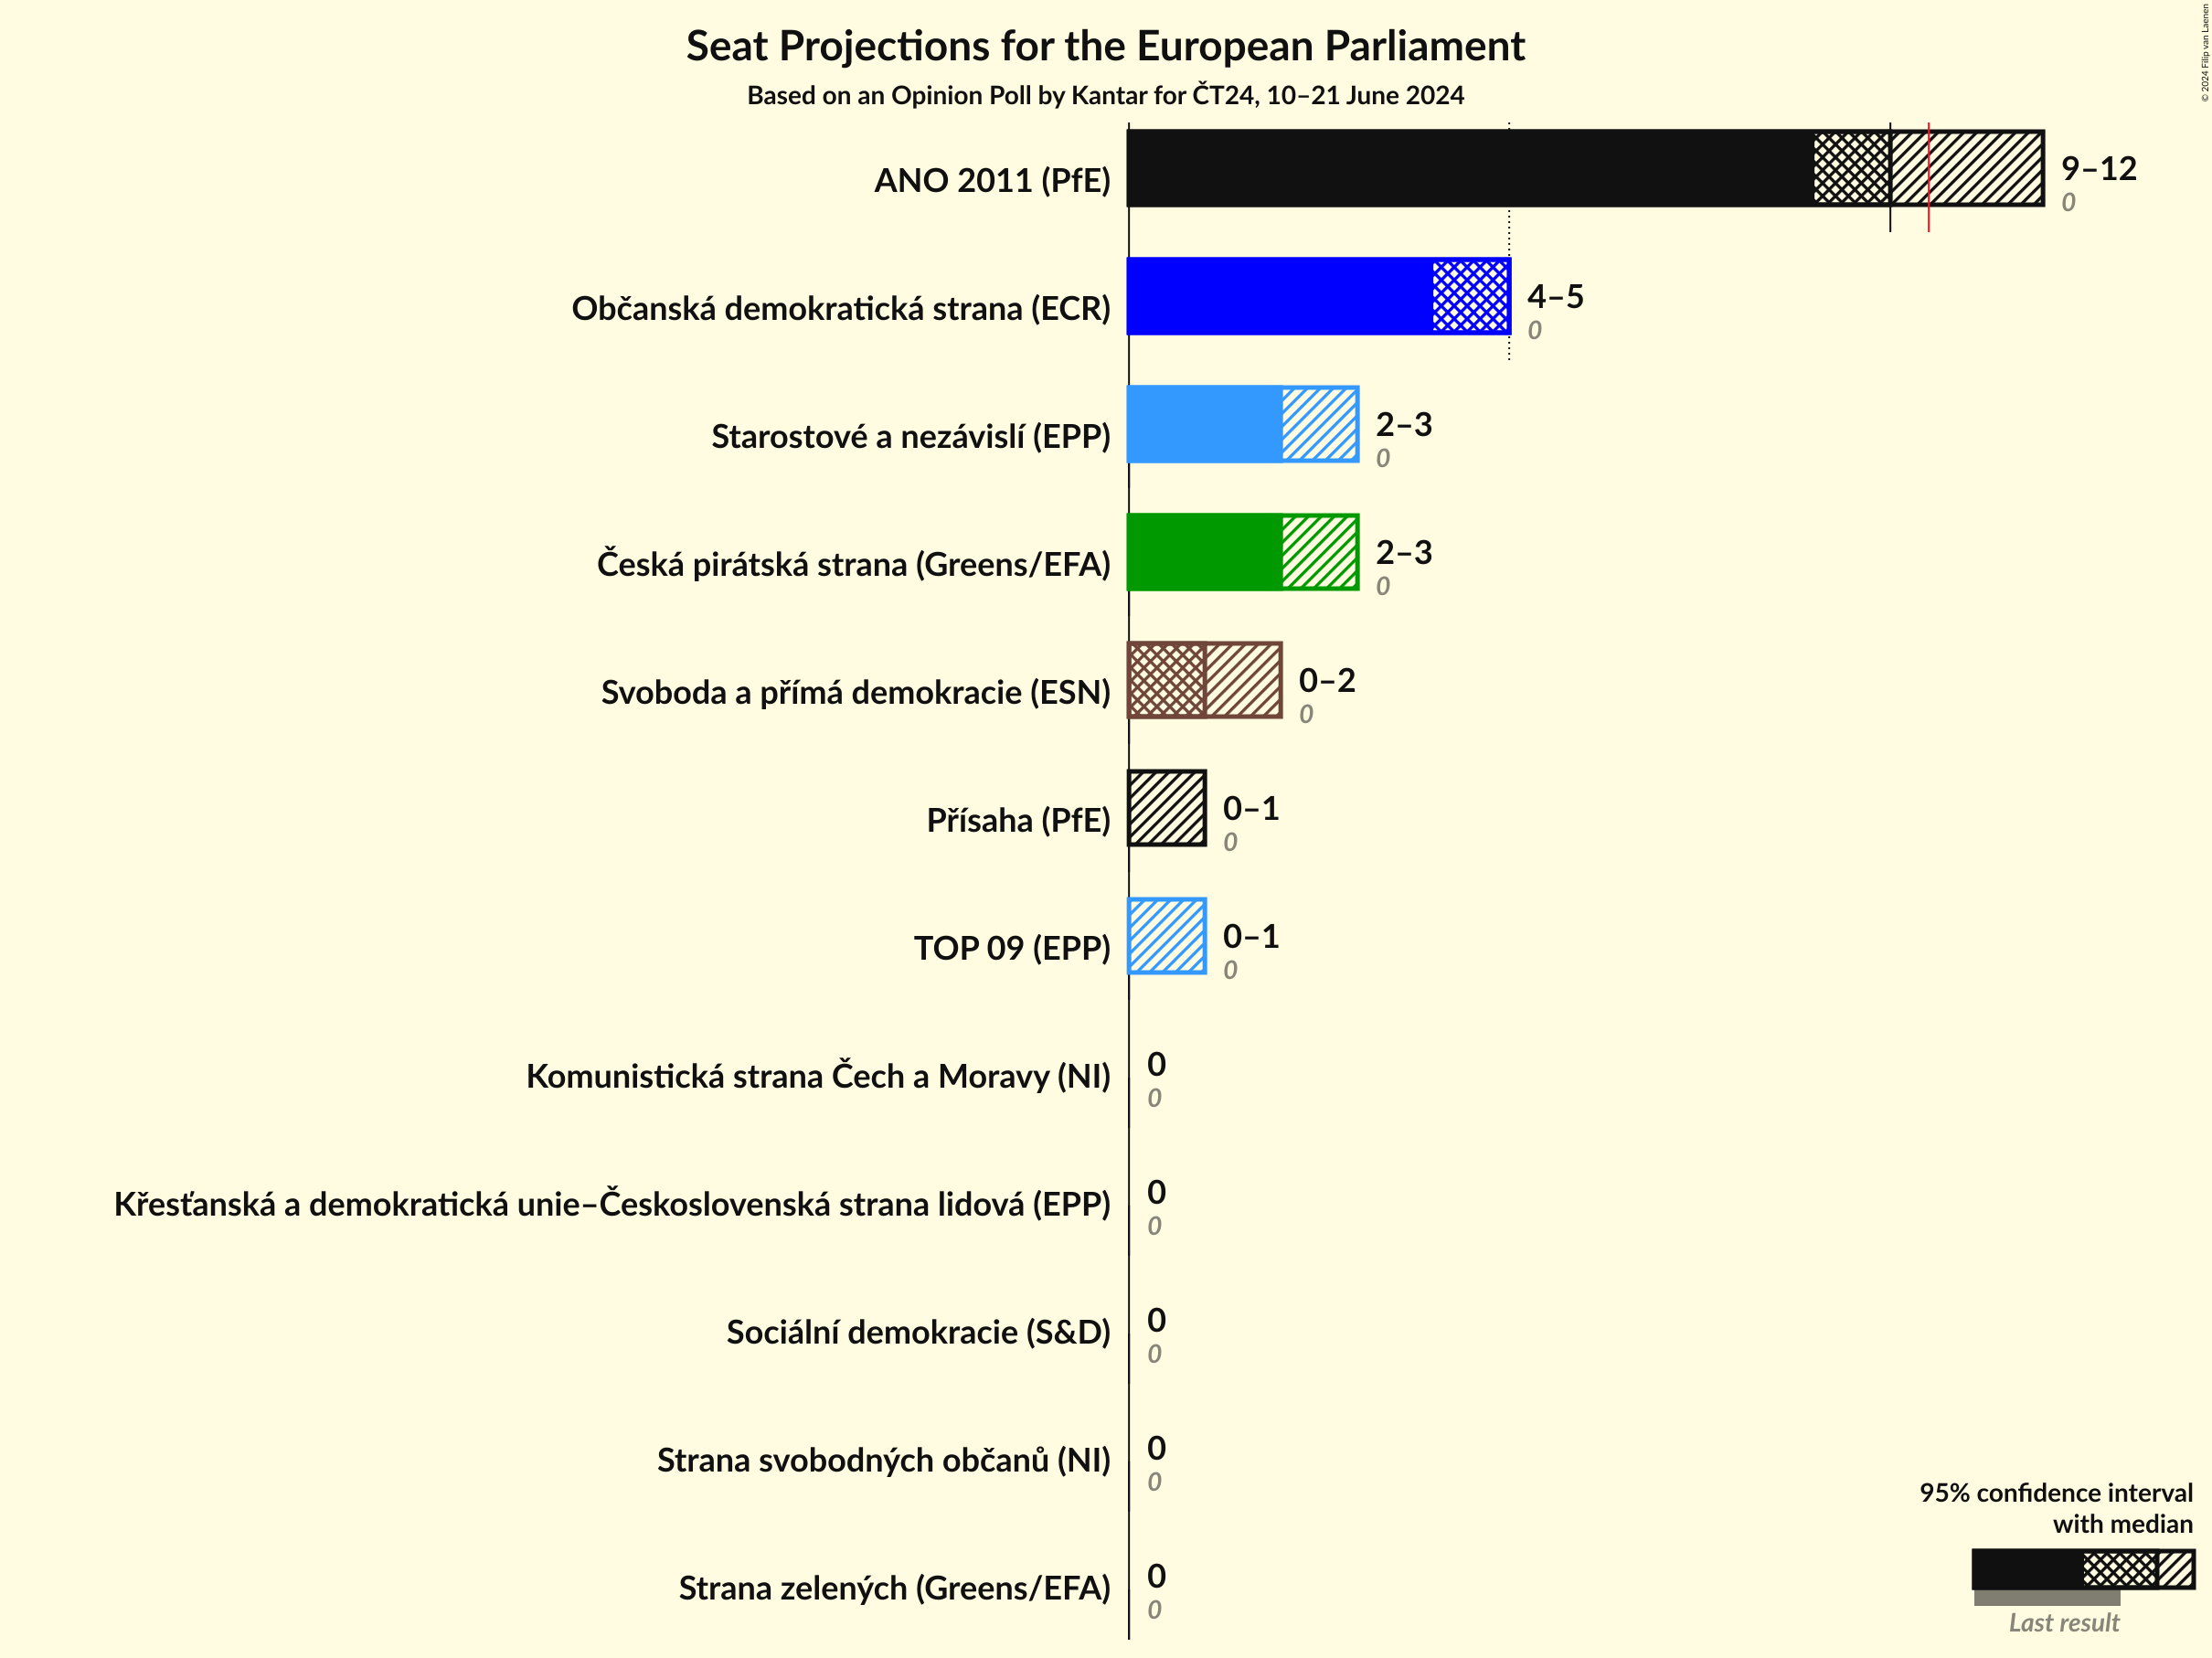 Seat Projections for the European Parliament
Based on an Opinion Poll by Kantar for ČT24, 10–21 June 2024
© 2024 Filip van Laenen
ANO 2011 (PfE)
9–12
0
Občanská demokratická strana (ECR)
4–5
0
Starostové a nezávislí (EPP)
2–3
0
Česká pirátská strana (Greens/EFA)
2–3
0
Svoboda a přímá demokracie (ESN)
0–2
0
Přísaha (PfE)
0–1
0
TOP 09 (EPP)
0–1
0
Komunistická strana Čech a Moravy (NI)
0
0
Křesťanská a demokratická unie–Československá strana lidová (EPP)
0
0
Sociální demokracie (S&D)
0
0
Strana svobodných občanů (NI)
0
0
Strana zelených (Greens/EFA)
0
0
95% confidence interval
with median
Last result